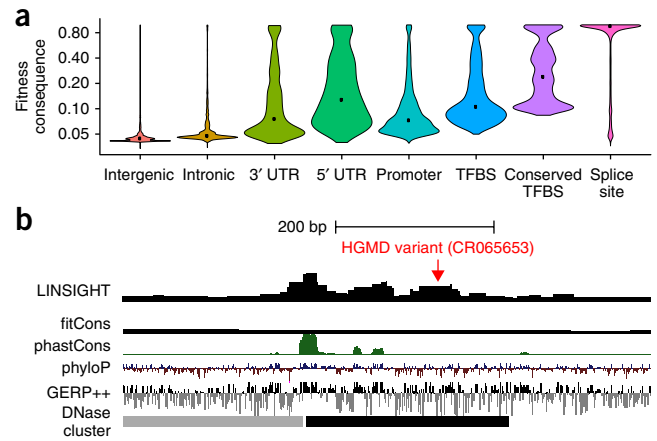 a
Fitness
consequence
0.80
0.40
0.20
0.10
0.05
Intergenic
Intronic
3′ UTR
5′ UTR
Promoter
TFBS
Conserved
TFBS
Splice
site
b
200 bp
HGMD variant (CR065653)
LINSIGHT
fitCons
phastCons
phyloP
GERP++
DNase
cluster